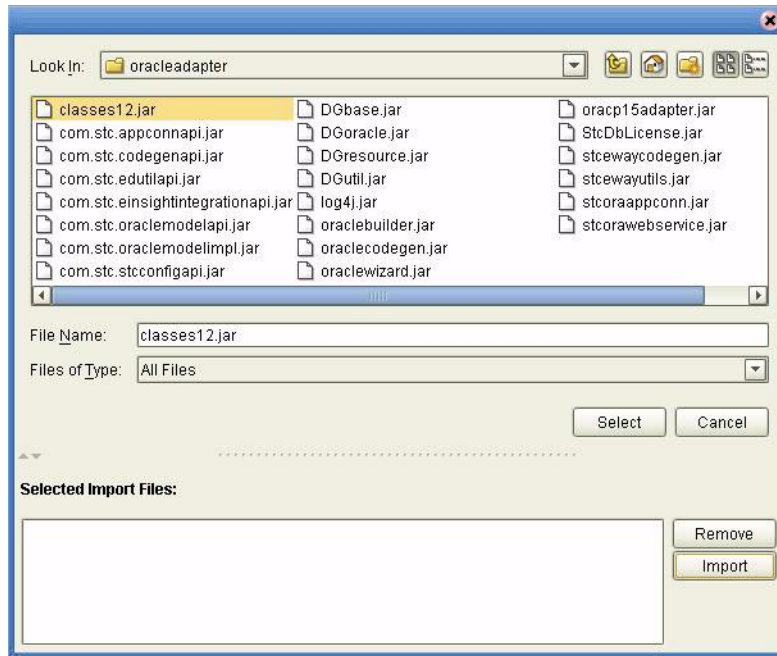 Look In: oracleadapter
classes12.jar
com.stc.appconnapi.jar
com.stc.codegenapi.jar
com.stc.edutilapi.jar
com.stc.einsightintegrationapi.jar
com.stc.oraclemodelapi.jar
com.stc.oraclemodelimpl.jar
com.stc.stcconfigapi.jar
DGbase.jar
DGoracle.jar
DGresource.jar
DGutil.jar
log4j.jar
oraclebuilder.jar
oraclecodegen.jar
oraclewizard.jar
oracp15adapter.jar
StcDbLicense.jar
stcewaycodegen.jar
stcewayutils.jar
stcoraappconn.jar
stcorawebservice.jar
File Name: classes12.jar
Files of Type: All Files
Select Cancel
Selected Import Files:
Remove
Import